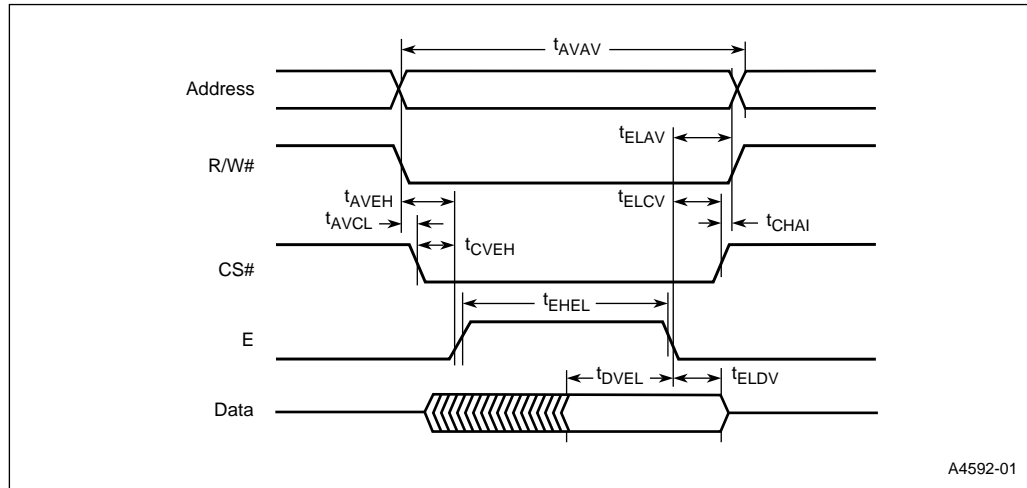 tAVAV
Address
tELAV
R/W#
tAVEH
tELCV
tAVCL
tCHAI
tCVEH
CS#
tEHEL
E
tDVEL
tELDV
Data
A4592-01